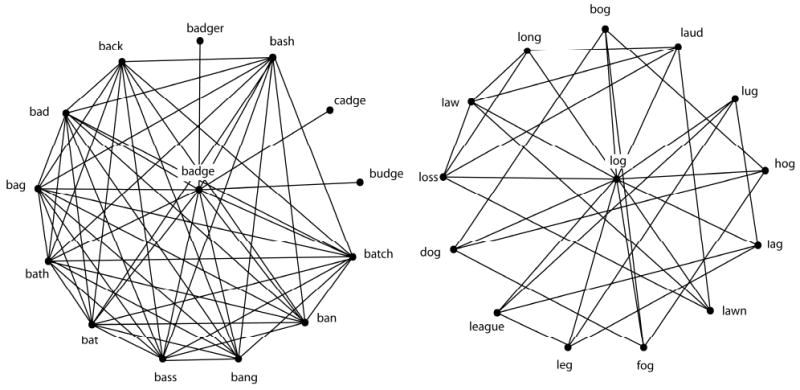 badger
back
bash
bad
cadge
badge
budge
bag
bath
batch
bat
ban
bass
bang
bog
long
laud
law
lug
log
loss
hog
dog
lag
league
lawn
leg
fog